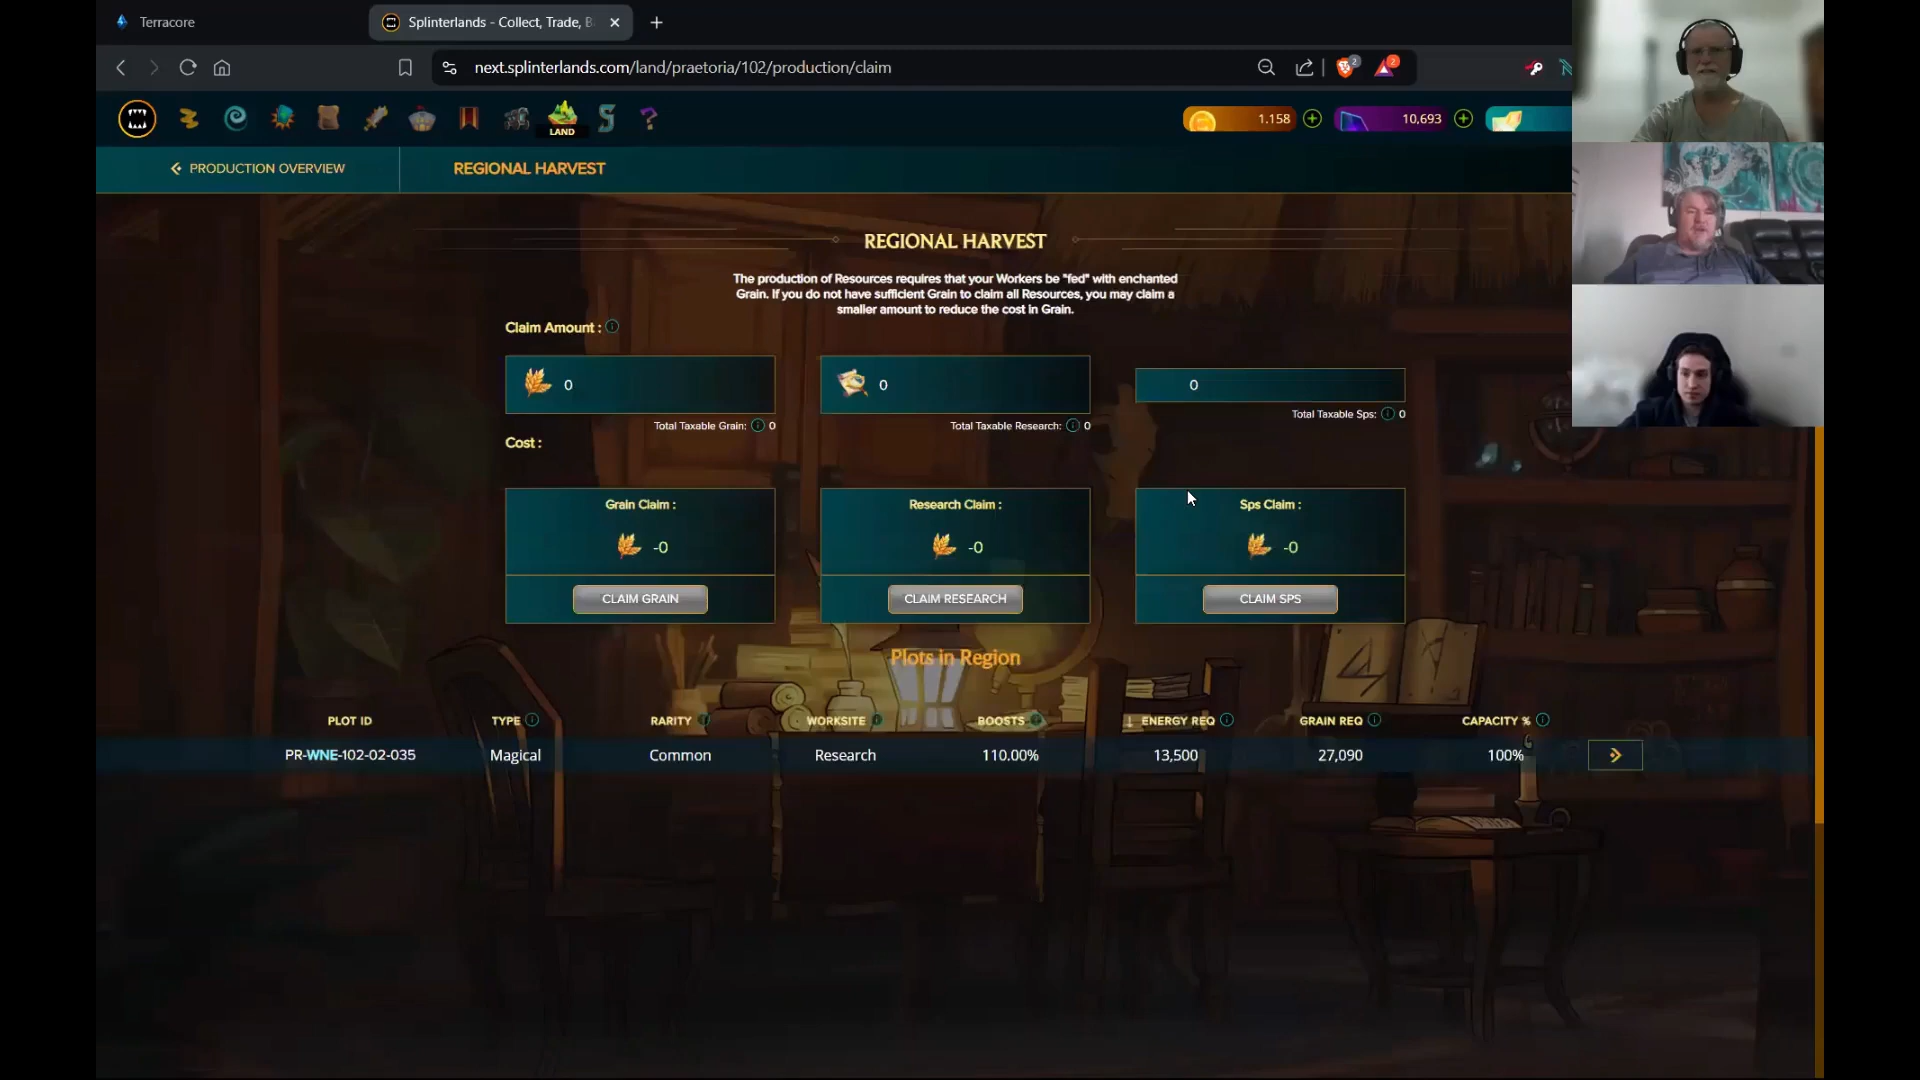 Terracore
Splinterlands - Collect, Trade, B
next.splinterlands.com/land/praetoria/102/production/claim
2
2
LAND
1.158
10,693
PRODUCTION OVERVIEW
REGIONAL HARVEST
REGIONAL HARVEST
The production of Resources requires that your Workers be "fed" with enchanted
Grain. If you do not have sufficient Grain to claim all Resources, you may claim a
smaller amount to reduce the cost in Grain.
Claim Amount :
0
0
0
Total Taxable Grain: 0
Total Taxable Research: 0
Total Taxable Sps: 0
Cost :
Grain Claim :
Research Claim :
Sps Claim :
-0
-0
-0
CLAIM GRAIN
CLAIM RESEARCH
CLAIM SPS
Plots in Region
PLOT ID TYPE RARITY WORKSITE BOOSTS ENERGY REQ GRAIN REQ CAPACITY %
PR-WNE-102-02-035 Magical Common Research 110.00% 13,500 27,090 100%